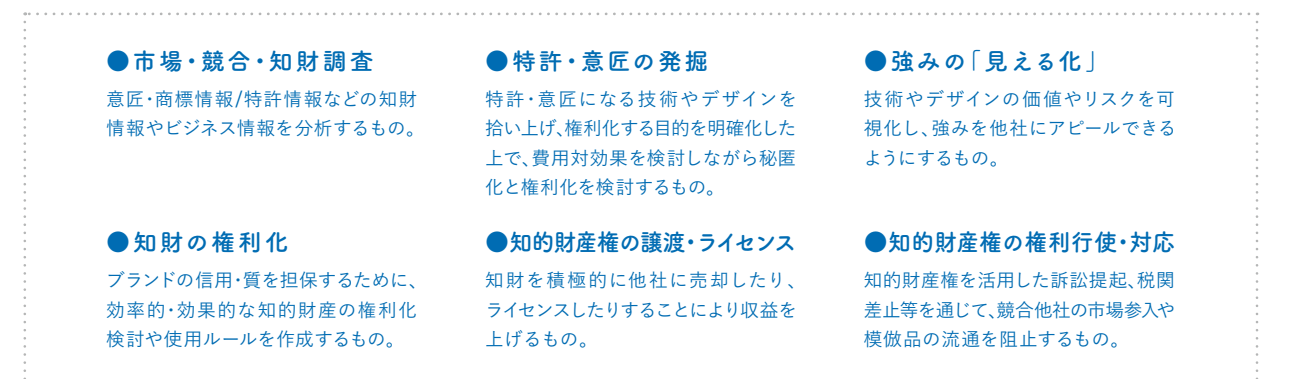 ●市場・競合・知財調査
意匠・商標情報/特許情報などの知財
情報やビジネス情報を分析するもの。
●特許・意匠の発掘
特許・意匠になる技術やデザインを
拾い上げ、権利化する目的を明確化した
上で、費用対効果を検討しながら秘匿
化と権利化を検討するもの。
●強みの「見える化」
技術やデザインの価値やリスクを可
視化し、強みを他社にアピールできる
ようにするもの。
●知財の権利化
ブランドの信用・質を担保するために、
効率的・効果的な知的財産の権利化
検討や使用ルールを作成するもの。
●知的財産権の譲渡・ライセンス
知財を積極的に他社に売却したり、
ライセンスしたりすることにより収益を
上げるもの。
●知的財産権の権利行使・対応
知的財産権を活用した訴訟提起、税関
差止等を通じて、競合他社の市場参入や
模倣品の流通を阻止するもの。